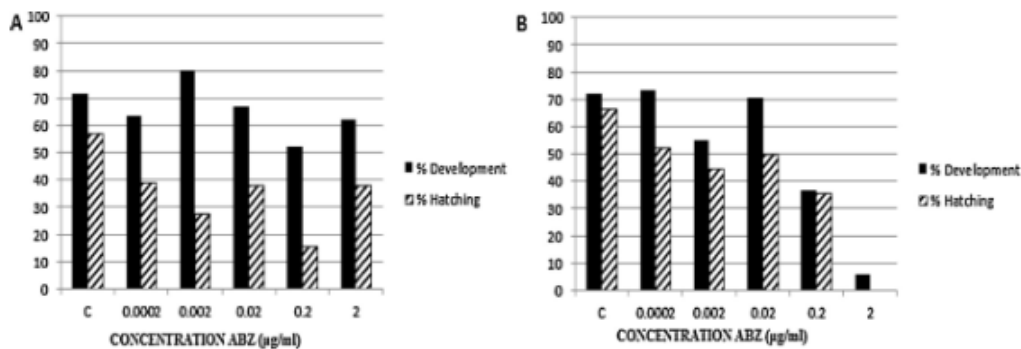 A
100
90
80
70
60
50
40
30
20
10
0
C 0.0002 0.002 0.02 0.2 2
CONCENTRATION ABZ (µg/ml)
% Development
% Hatching
B
100
90
80
70
60
50
40
30
20
10
0
C 0.0002 0.002 0.02 0.2 2
CONCENTRATION ABZ (µg/ml)
% Development
% Hatching